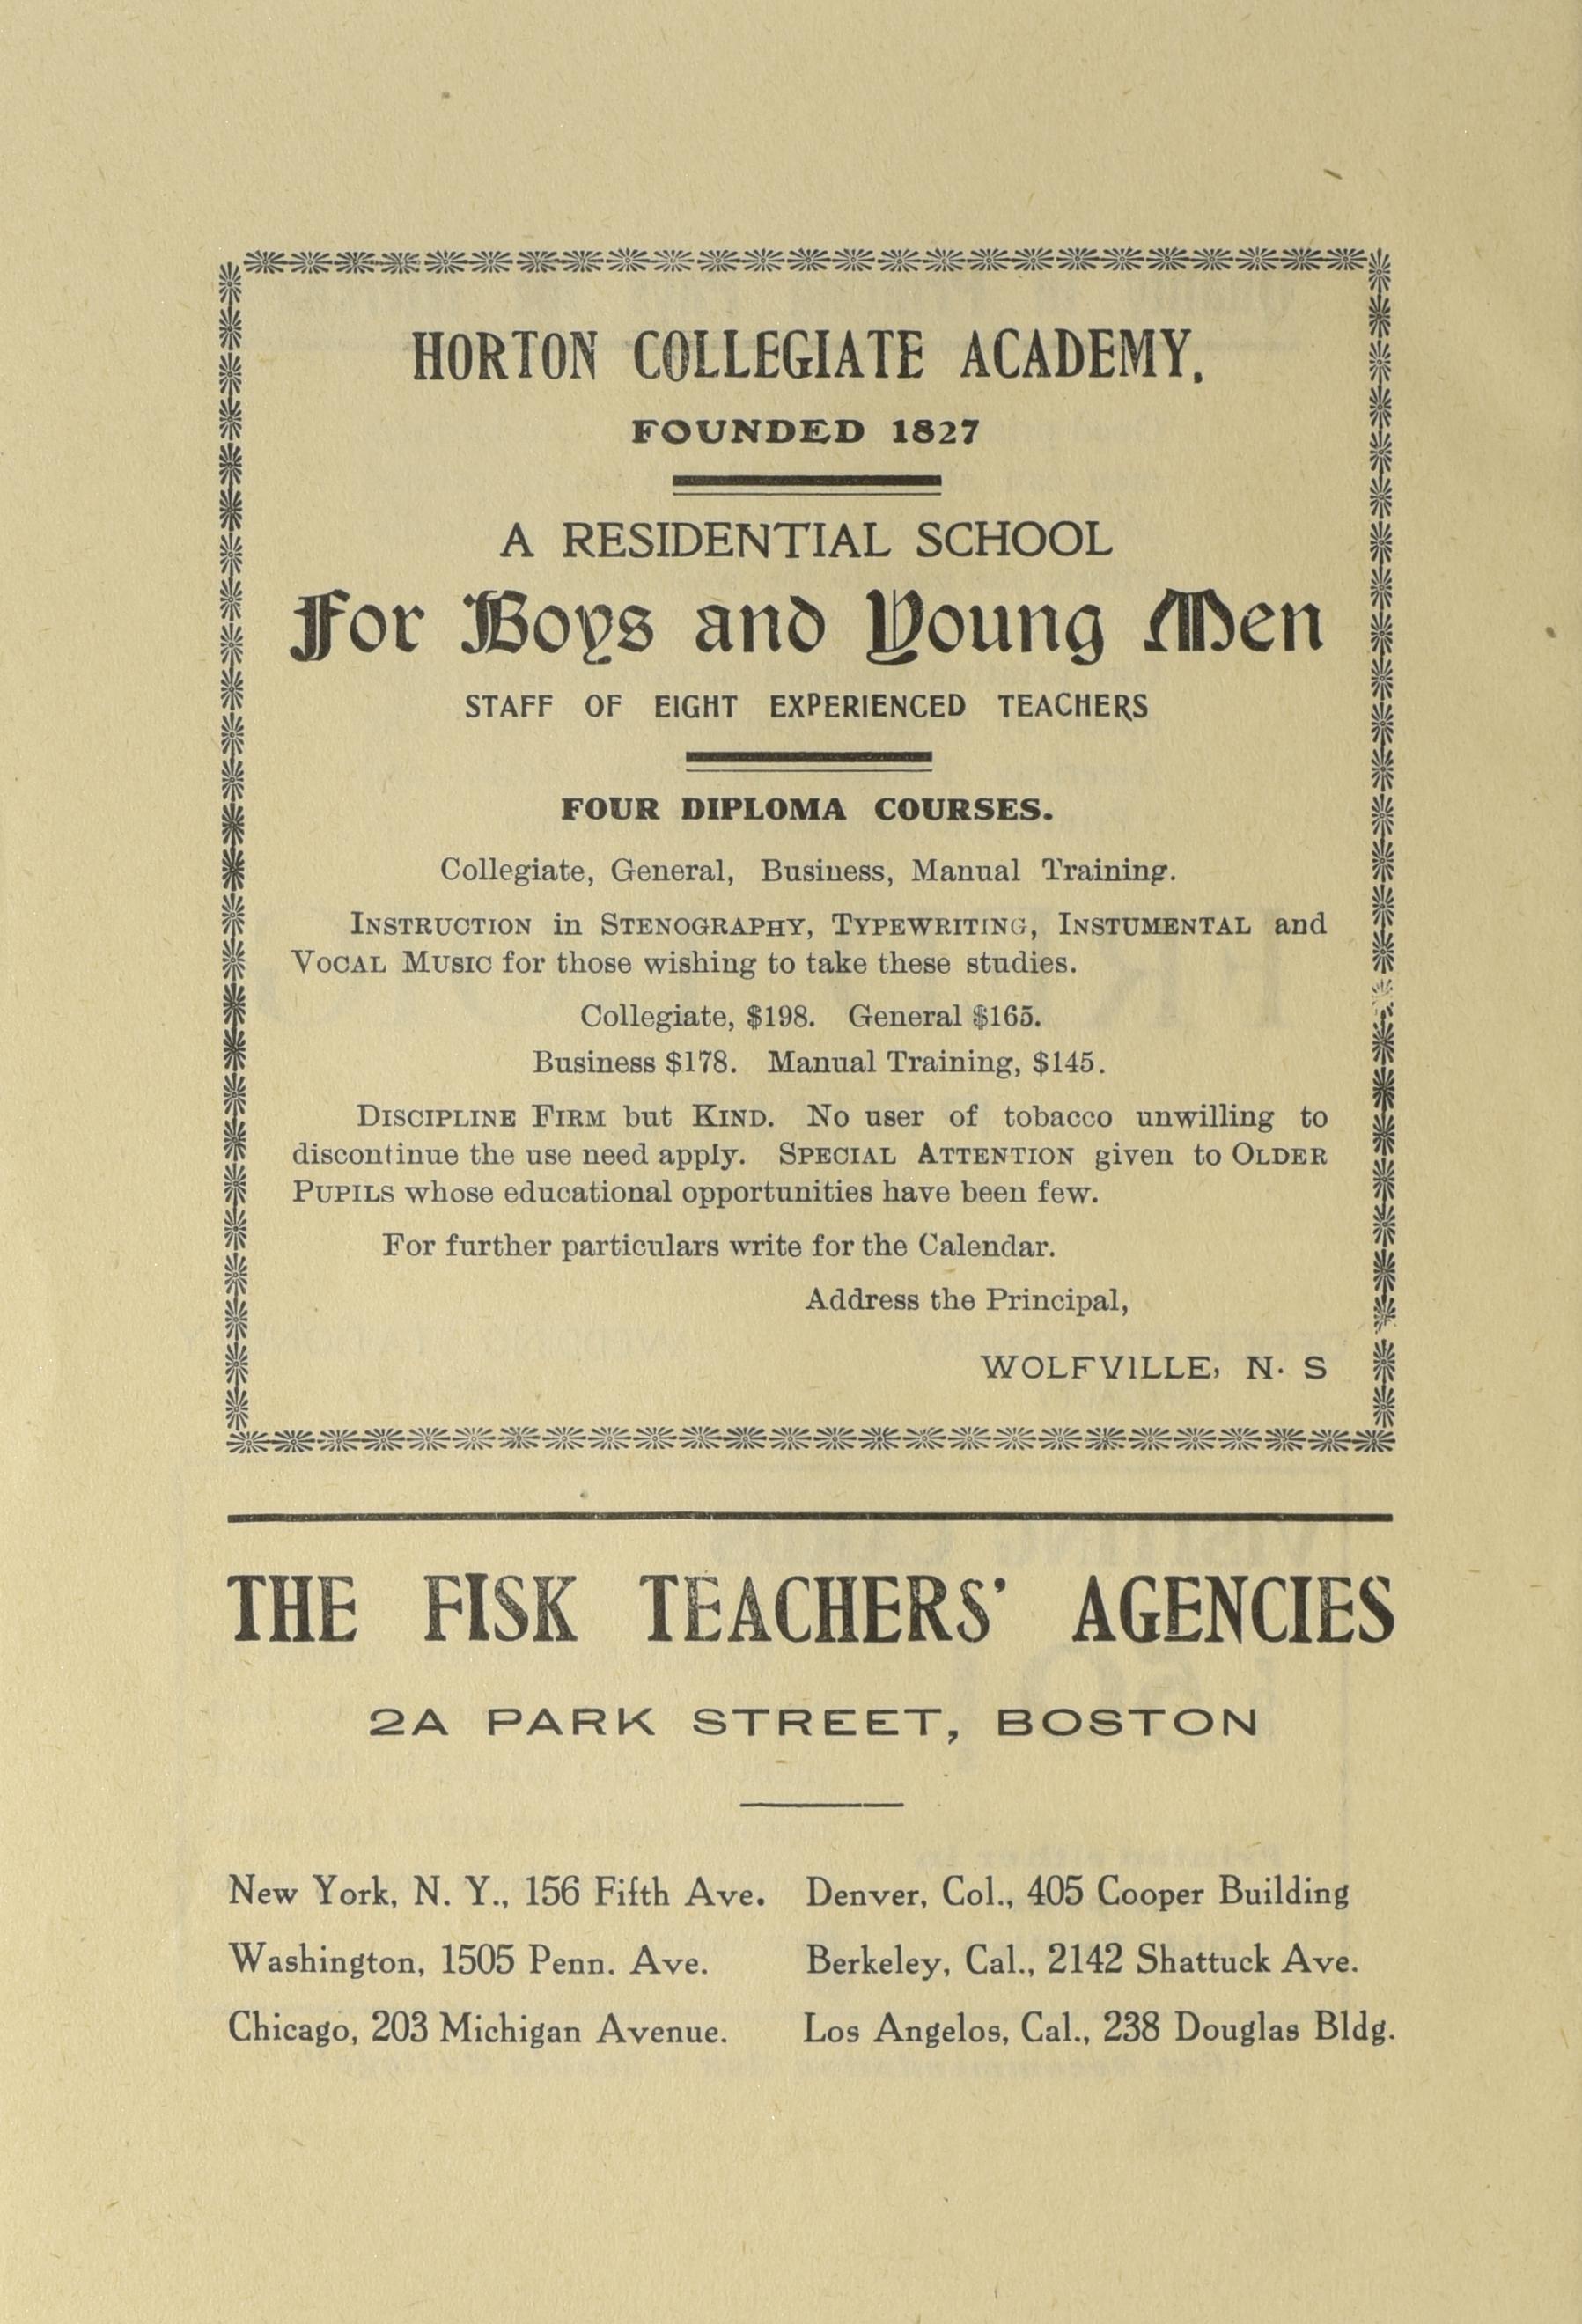 HORTON COLLEGIATE ACADEMY.
FOUNDED 1827
A RESIDENTIAL SCHOOL
For Boys and Young Men
STAFF OF EIGHT EXPERIENCED TEACHERS
FOUR DIPLOMA COURSES.
Collegiate, General, Business, Manual Training.
INSTRUCTION in STENOGRAPHY, TYPEWRITING, INSTUMENTAL and
VOCAL MUSIC for those wishing to take these studies.
Collegiate, $198. General $165.
Business $178. Manual Training, $145.
DISCIPLINE FIRM but KIND. No user of tobacco unwilling to
discontinue the use need apply. SPECIAL ATTENTION given to OLDER
PUPILS whose educational opportunities have been few.
For further particulars write for the Calendar.
Address the Principal,
WOLFVILLE, N. S
THE FISK TEACHERS' AGENCIES
2A PARK STREET, BOSTON
New York, N. Y., 156 Fifth Ave. Denver, Col., 405 Cooper Building
Washington, 1505 Penn. Ave. Berkeley, Cal., 2142 Shattuck Ave.
Chicago, 203 Michigan Avenue. Los Angelos, Cal., 238 Douglas Bldg.